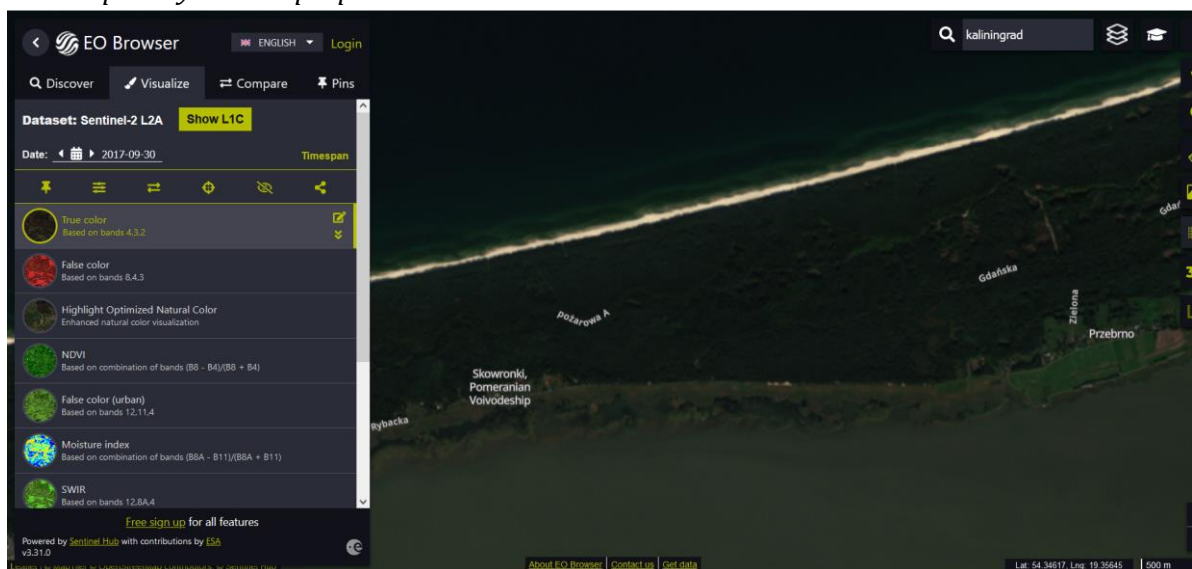 EO Browser
ENGLISH
Login
kaliningrad
Discover
Visualize
Compare
Pins
Dataset: Sentinel-2 L2A
Show L1C
Date:
2017-09-30
Timespan
True color
Based on bands 4,3,2
False color
Based on bands 8,4,3
Highlight Optimized Natural Color
Enhanced natural color visualization
NDVI
Based on combination of bands (B8 - B4)/(B8 + B4)
False color (urban)
Based on bands 12,11,4
Moisture index
Based on combination of bands (B8A - B11)/(B8A + B11)
SWIR
Based on bands 12,8A,4
Free sign up for all features
Powered by Sentinel Hub with contributions by ESA
v3.31.0
Gdańska
Zielona
Przebrno
pożarowa A
Skowronki,
Pomeranian
Voivodeship
Rybacka
About EO Browser | Contact us | Get data
Lat: 54.34617, Lng: 19.35645
500 m